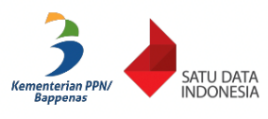 Kementerian PPN/
Bappenas
SATU DATA
INDONESIA